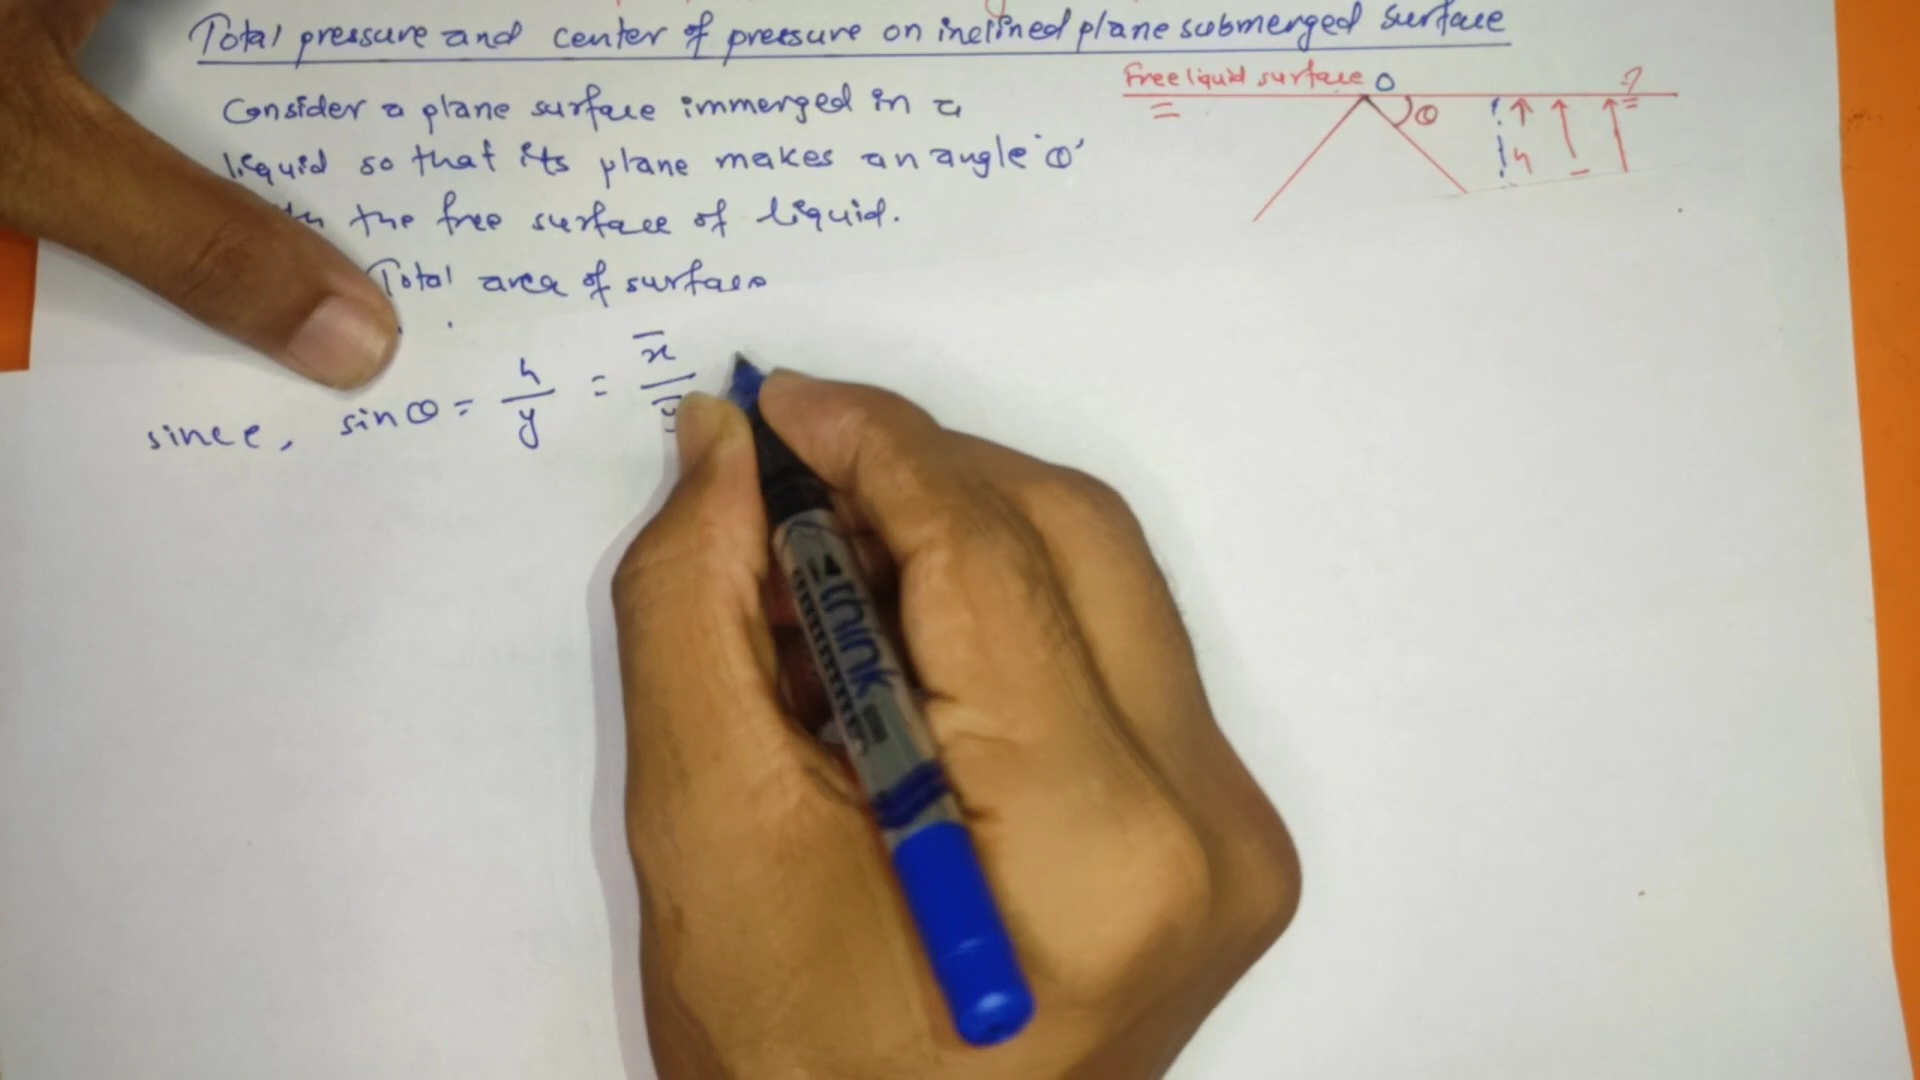 Total pressure and center of pressure on inclined plane submerged surface
Free liquid surface O
Consider a plane surface immerged in a
θ
liquid so that its plane makes an angle 'θ'
h
the free surface of liquid.
Total area of surface
since, sinθ = h/y = x̄/ȳ
think